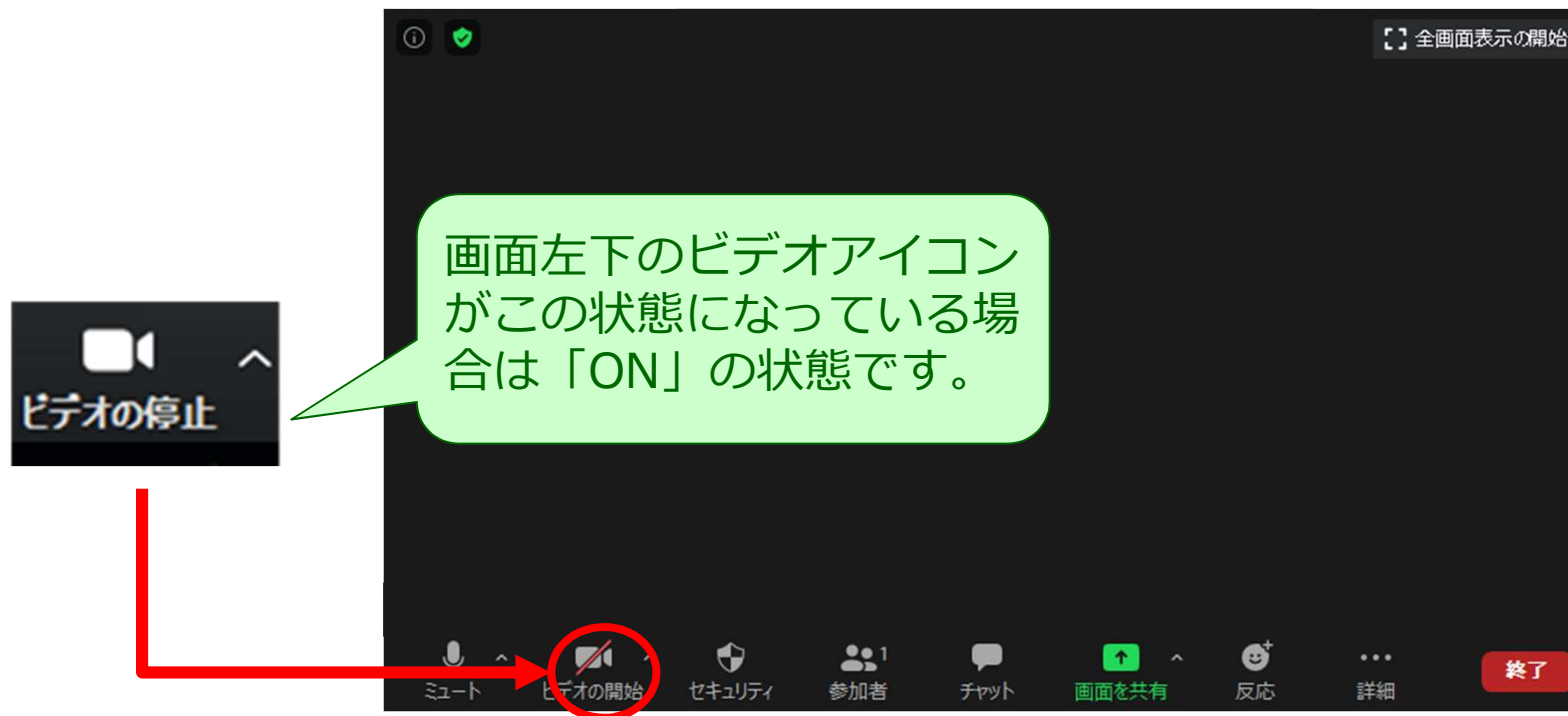 全画面表示の開始
画面左下のビデオアイコン
がこの状態になっている場
合は「ON」の状態です。
ビデオの停止
1
ミュート
ビデオの開始
セキュリティ
参加者
チャット
画面を共有
反応
詳細
終了